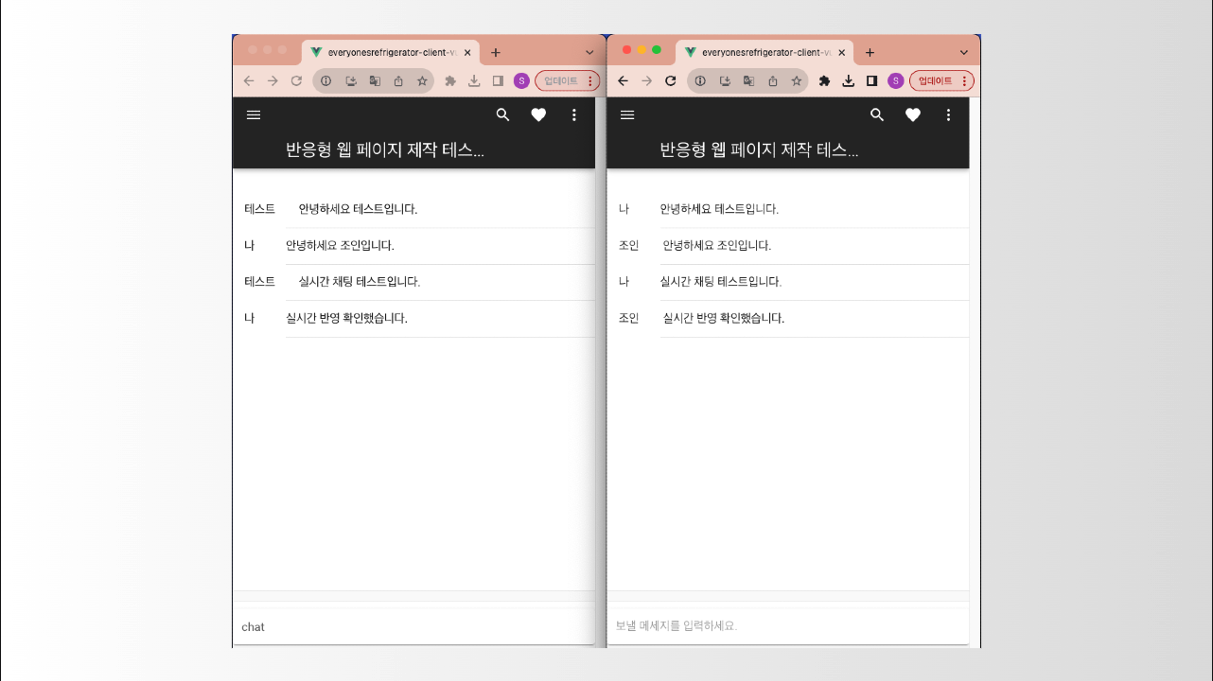 everyonesrefrigerator-client-v
업데이트
반응형 웹 페이지 제작 테스...
테스트 안녕하세요 테스트입니다.
나 안녕하세요 조인입니다.
테스트 실시간 채팅 테스트입니다.
나 실시간 반영 확인했습니다.
chat
everyonesrefrigerator-client-v
S
업데이트
반응형 웹 페이지 제작 테스...
나 안녕하세요 테스트입니다.
조인 안녕하세요 조인입니다.
나 실시간 채팅 테스트입니다.
조인 실시간 반영 확인했습니다.
보낼 메세지를 입력하세요.